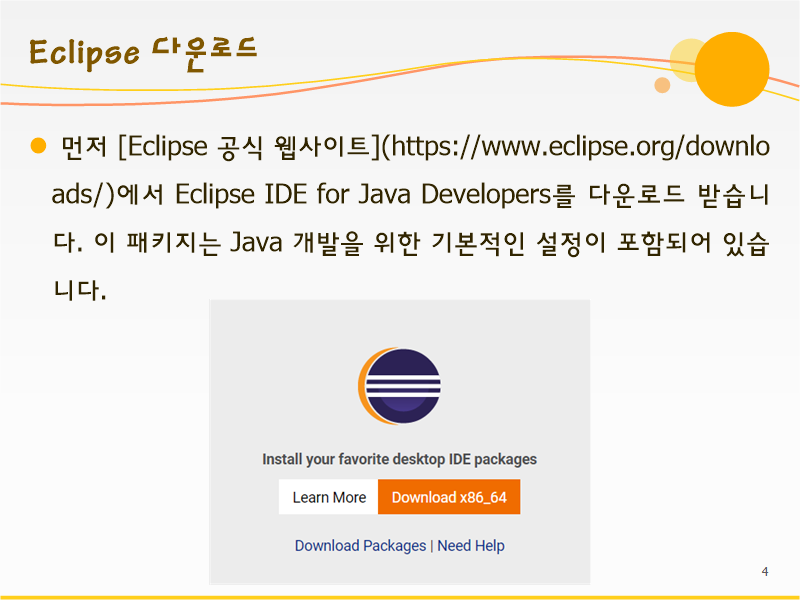 Eclipse 다운로드
먼저 [Eclipse 공식 웹사이트](https://www.eclipse.org/downlo
ads/)에서 Eclipse IDE for Java Developers를 다운로드 받습니
다. 이 패키지는 Java 개발을 위한 기본적인 설정이 포함되어 있습
니다.
Install your favorite desktop IDE packages
Learn More Download x86_64
Download Packages | Need Help
4